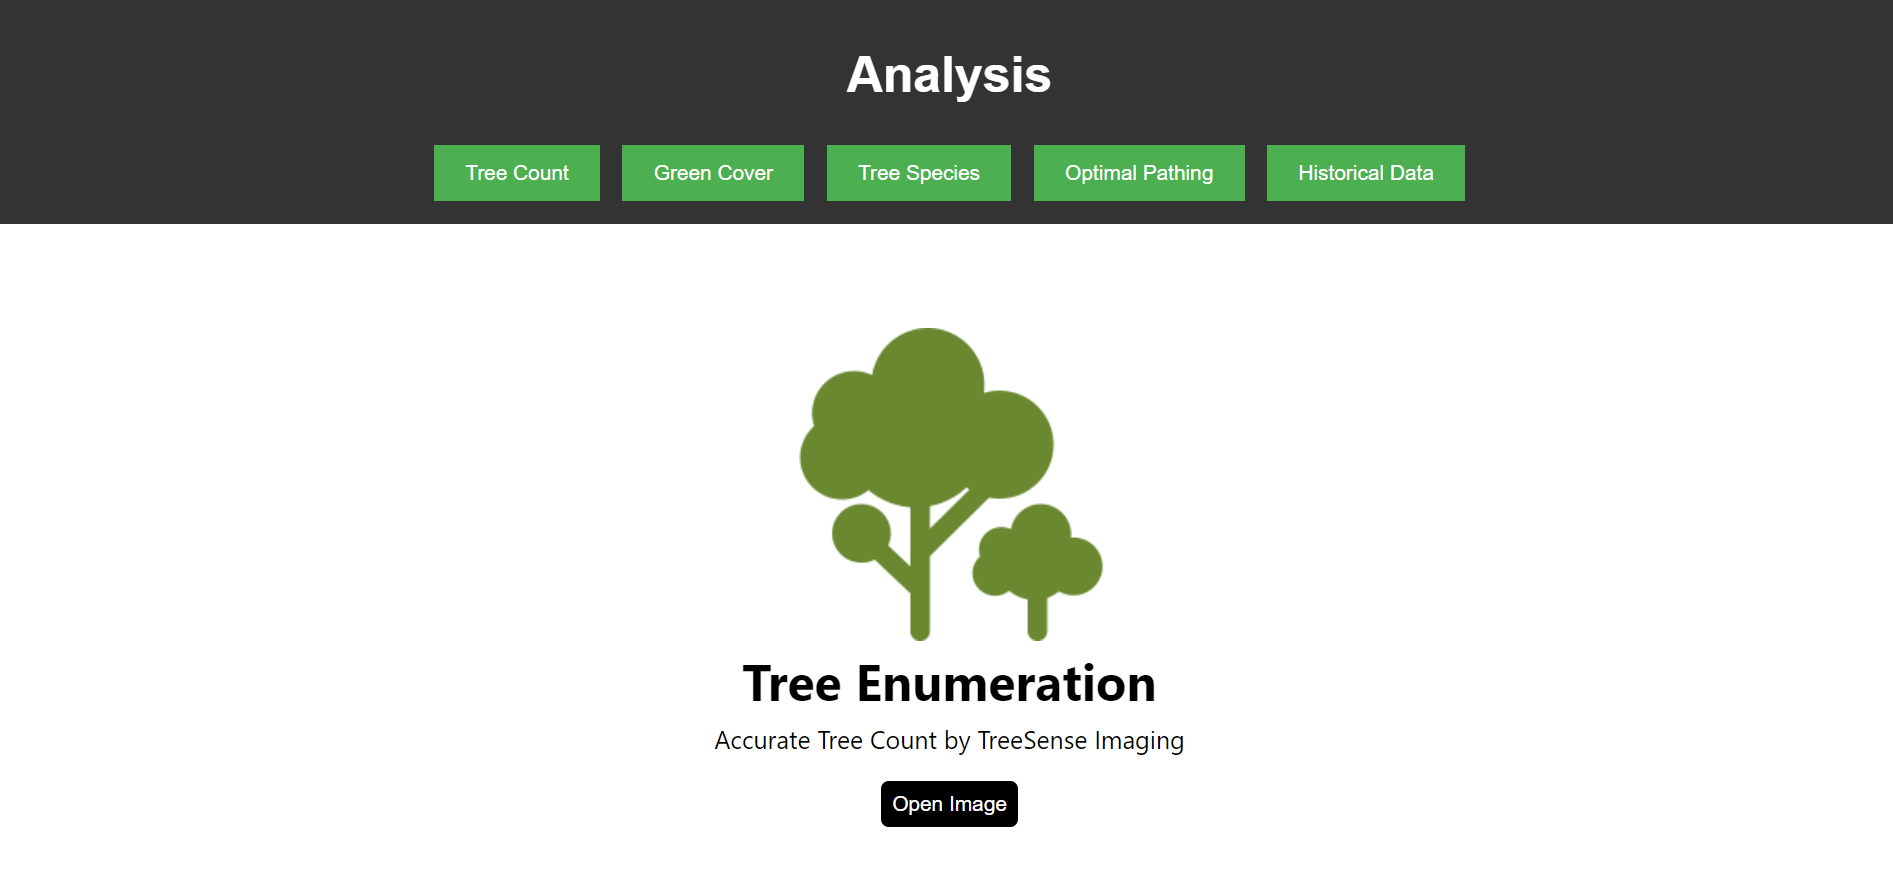 Analysis
Tree Count Green Cover Tree Species Optimal Pathing Historical Data
Tree Enumeration
Accurate Tree Count by TreeSense Imaging
Open Image